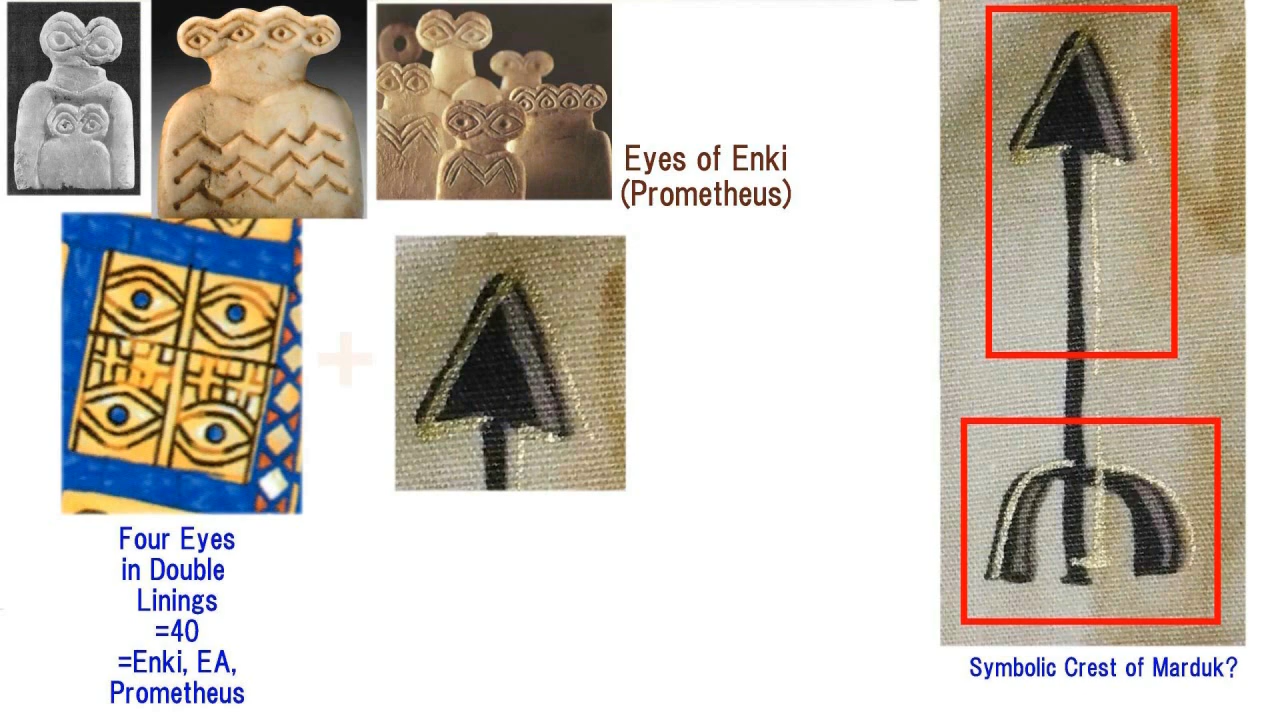 Eyes of Enki
(Prometheus)
Four Eyes
in Double
Linings
=40
=Enki, EA,
Prometheus
Symbolic Crest of Marduk?